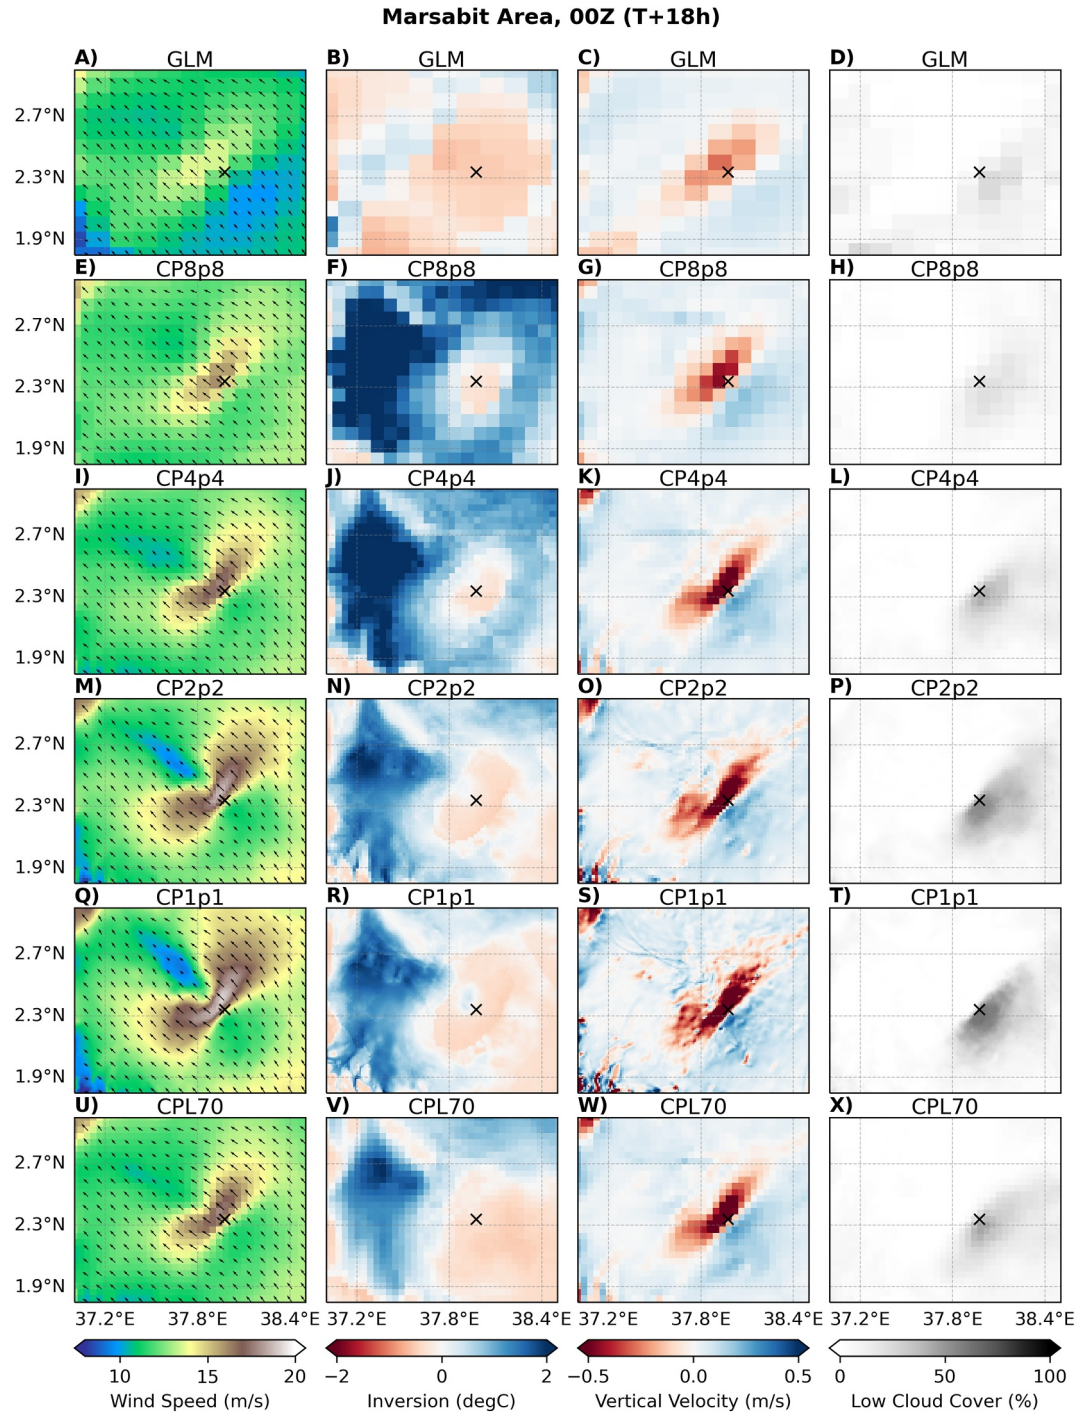 Marsabit Area, 00Z (T+18h)
A) GLM B) GLM C) GLM D) GLM
2.7°N
2.3°N
1.9°N
E) CP8p8 F) CP8p8 G) CP8p8 H) CP8p8
2.7°N
2.3°N
1.9°N
I) CP4p4 J) CP4p4 K) CP4p4 L) CP4p4
2.7°N
2.3°N
1.9°N
M) CP2p2 N) CP2p2 O) CP2p2 P) CP2p2
2.7°N
2.3°N
1.9°N
Q) CP1p1 R) CP1p1 S) CP1p1 T) CP1p1
2.7°N
2.3°N
1.9°N
U) CPL70 V) CPL70 W) CPL70 X) CPL70
2.7°N
2.3°N
1.9°N
37.2°E 37.8°E 38.4°E 37.2°E 37.8°E 38.4°E 37.2°E 37.8°E 38.4°E 37.2°E 37.8°E 38.4°E
10 15 20 −2 0 2 −0.5 0.0 0.5 0 50 100
Wind Speed (m/s) Inversion (degC) Vertical Velocity (m/s) Low Cloud Cover (%)